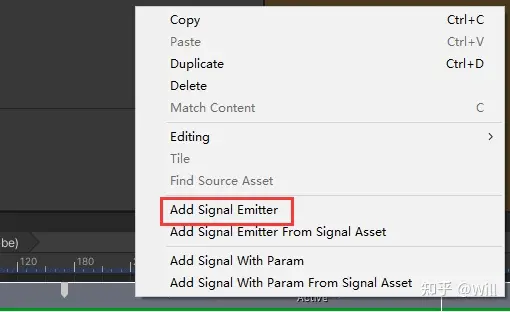 Copy Ctrl+C
Paste Ctrl+V
Duplicate Ctrl+D
Delete
Match Content C
Editing
Tile
Find Source Asset
Add Signal Emitter
Add Signal Emitter From Signal Asset
be)
120 180
Add Signal With Param
Add Signal With Param From Signal Asset
Active
知乎 @Will